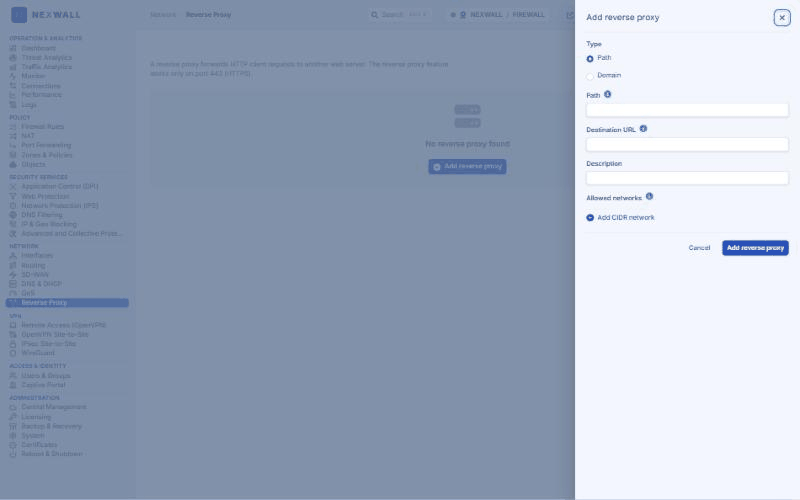 NEXWALL
Network
Reverse Proxy
Search
NEXWALL / FIREWALL
OPERATION & ANALYTICS
Dashboard
Threat Analytics
Traffic Analytics
Monitor
Connections
Performance
Logs
POLICY
Firewall Rules
NAT
Port Forwarding
Zones & Policies
Objects
SECURITY SERVICES
Application Control (DPI)
Web Protection
Network Protection (IPS)
DNS Filtering
IP & Geo Blocking
Advanced and Collective Prote...
NETWORK
Interfaces
Routing
SD-WAN
DNS & DHCP
QoS
Reverse Proxy
VPN
Remote Access (OpenVPN)
OpenVPN Site-to-Site
IPsec Site-to-Site
WireGuard
ACCESS & IDENTITY
Users & Groups
Captive Portal
ADMINISTRATION
Central Management
Licensing
Backup & Recovery
System
Certificates
Reboot & Shutdown
A reverse proxy forwards HTTP client requests to another web server. The reverse proxy feature
works only on port 443 (HTTPS).
No reverse proxy found
Add reverse proxy
Add reverse proxy
Type
Path
Domain
Path
Destination URL
Description
Allowed networks
Add CIDR network
Cancel
Add reverse proxy